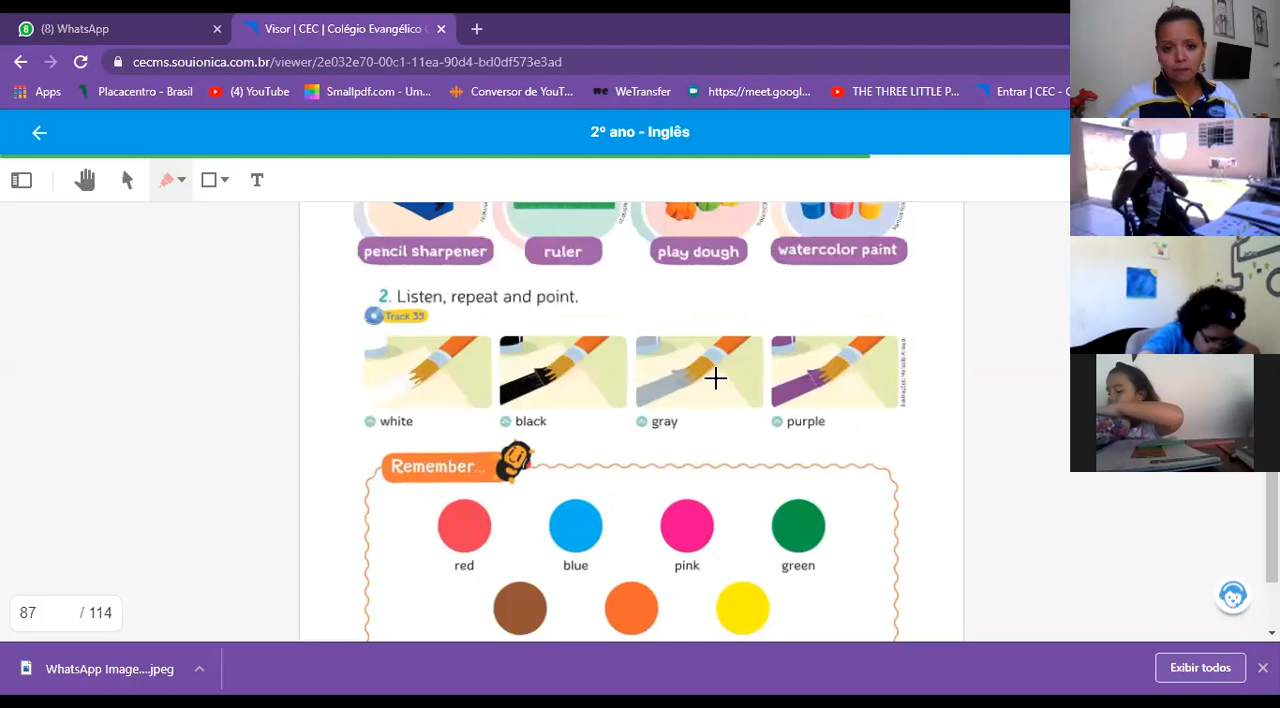 (8) WhatsApp
Visor | CEC | Colégio Evangélico
cecms.souionica.com.br/viewer/2e032e70-00c1-11ea-90d4-bd0df573e3ad
Apps
Placacentro - Brasil
(4) YouTube
Smallpdf.com - Um...
Conversor de YouT...
WeTransfer
https://meet.googl...
THE THREE LITTLE P...
Entrar | CEC -
2º ano - Inglês
T
pencil sharpener
ruler
play dough
watercolor paint
2. Listen, repeat and point.
Track 39
white
black
gray
purple
Remember...
red
blue
pink
green
87 / 114
WhatsApp Image....jpeg
Exibir todos